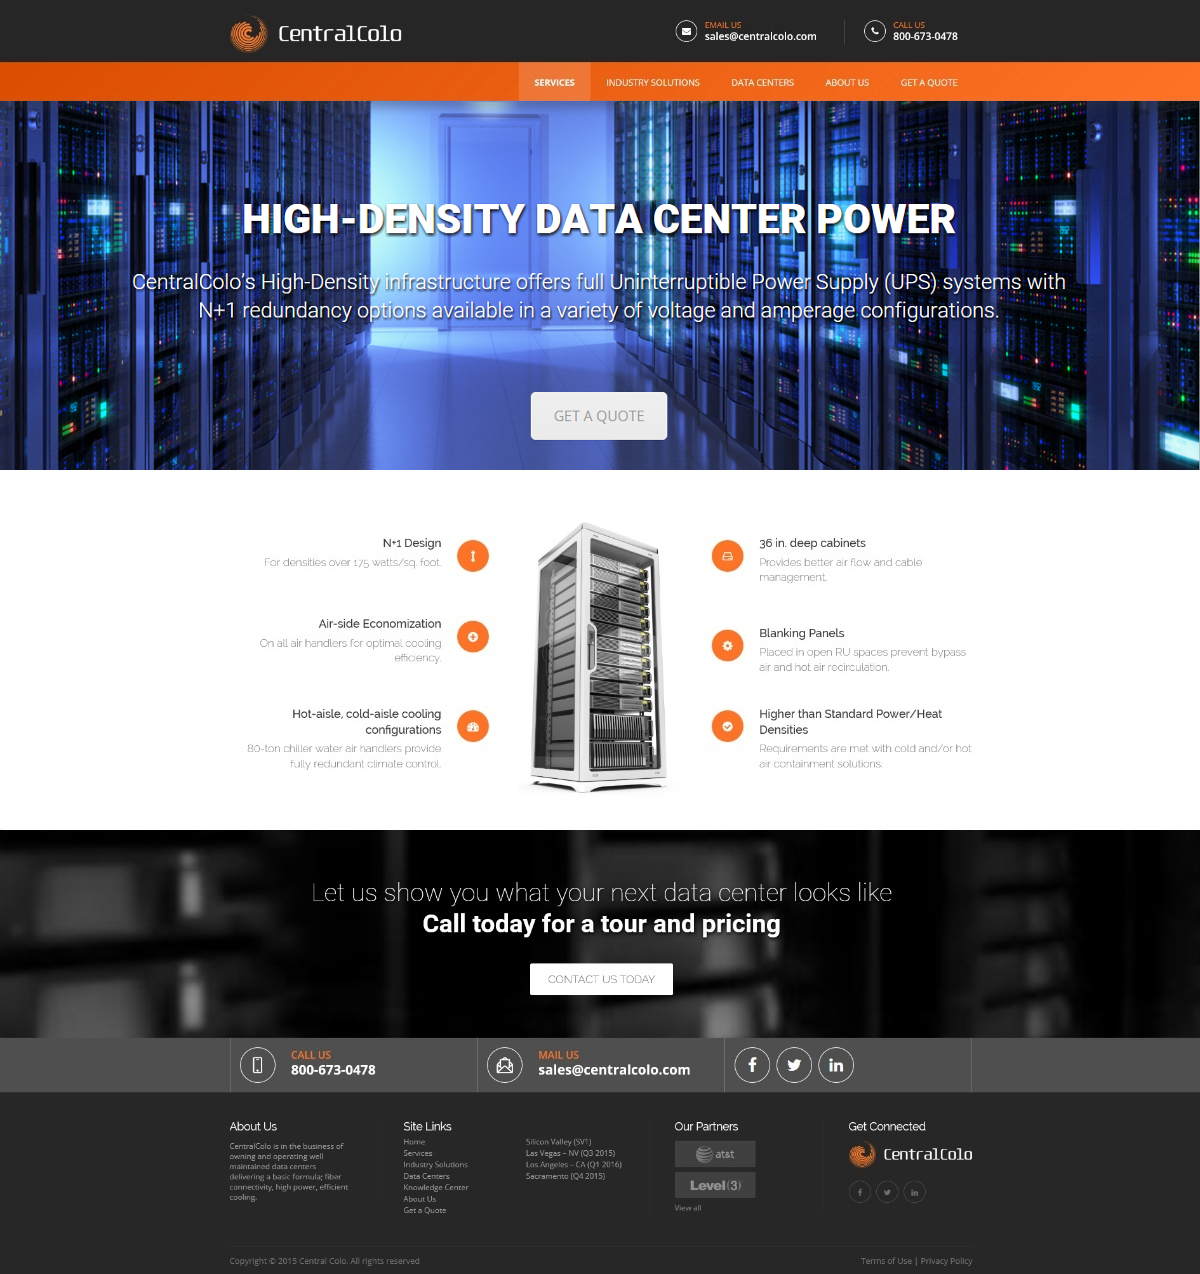 CentralColo
EMAIL US
sales@centralcolo.com
CALL US
800-673-0478
SERVICES
INDUSTRY SOLUTIONS
DATA CENTERS
ABOUT US
GET A QUOTE
HIGH-DENSITY DATA CENTER POWER
CentralColo's High-Density infrastructure offers full Uninterruptible Power Supply (UPS) systems with
N+1 redundancy options available in a variety of voltage and amperage configurations.
GET A QUOTE
N+1 Design
For densities over 175 watts/sq. foot.
Air-side Economization
On all air handlers for optimal cooling
efficiency.
Hot-aisle, cold-aisle cooling
configurations
80-ton chiller water air handlers provide
fully redundant climate control.
36 in. deep cabinets
Provides better air flow and cable
management.
Blanking Panels
Placed in open RU spaces prevent bypass
air and hot air recirculation.
Higher than Standard Power/Heat
Densities
Requirements are met with cold and/or hot
air containment solutions.
Let us show you what your next data center looks like
Call today for a tour and pricing
CONTACT US TODAY
CALL US
800-673-0478
MAIL US
sales@centralcolo.com
About Us
CentralColo is in the business of
owning and operating well
maintained data centers
delivering a basic formula; fiber
connectivity, high power, efficient
cooling.
Site Links
Home
Services
Industry Solutions
Data Centers
Knowledge Center
About Us
Get a Quote
Silicon Valley (SV1)
Las Vegas – NV (Q3 2015)
Los Angeles – CA (Q1 2016)
Sacramento (Q4 2015)
Our Partners
at&t
Level(3)
View all
Get Connected
CentralColo
Copyright © 2015 Central Colo. All rights reserved
Terms of Use | Privacy Policy